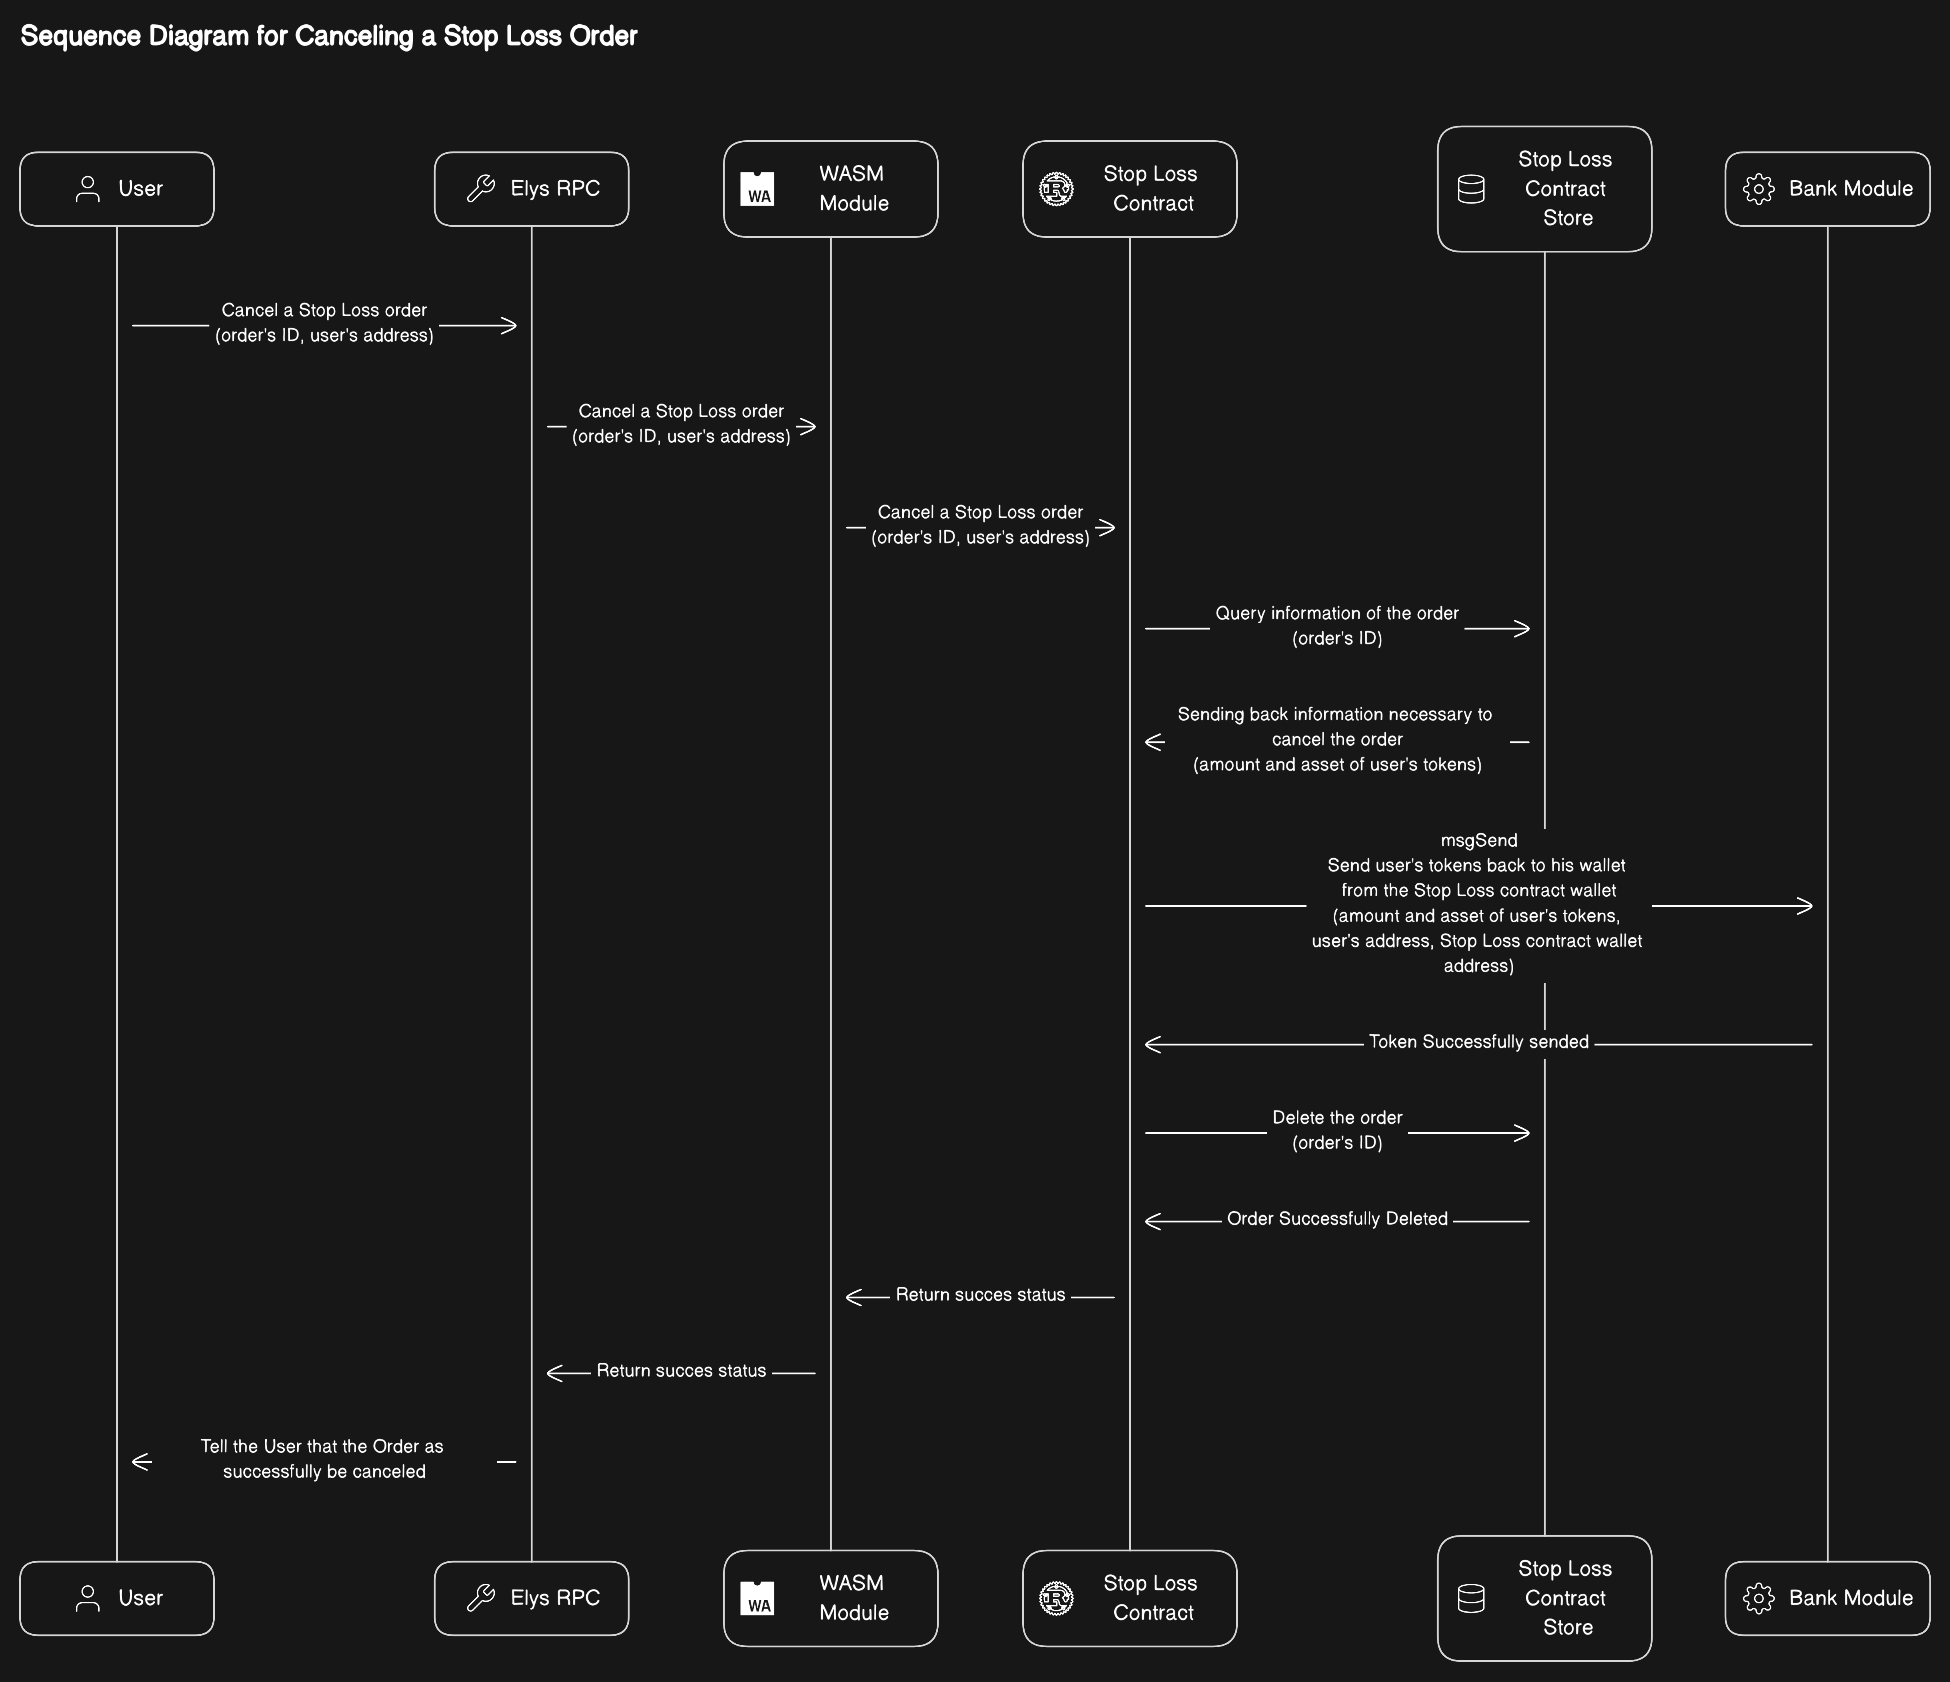 Sequence Diagram for Canceling a Stop Loss Order
User
Elys RPC
WA
WASM
Module
Stop Loss
Contract
Stop Loss
Contract
Store
Bank Module
Cancel a Stop Loss order
(order's ID, user's address)
Cancel a Stop Loss order
(order's ID, user's address)
Cancel a Stop Loss order
(order's ID, user's address)
Query information of the order
(order's ID)
Sending back information necessary to
cancel the order
(amount and asset of user's tokens)
msgSend
Send user's tokens back to his wallet
from the Stop Loss contract wallet
(amount and asset of user's tokens,
user's address, Stop Loss contract wallet
address)
Token Successfully sended
Delete the order
(order's ID)
Order Successfully Deleted
Return succes status
Return succes status
Tell the User that the Order as
successfully be canceled
User
Elys RPC
WA
WASM
Module
Stop Loss
Contract
Stop Loss
Contract
Store
Bank Module